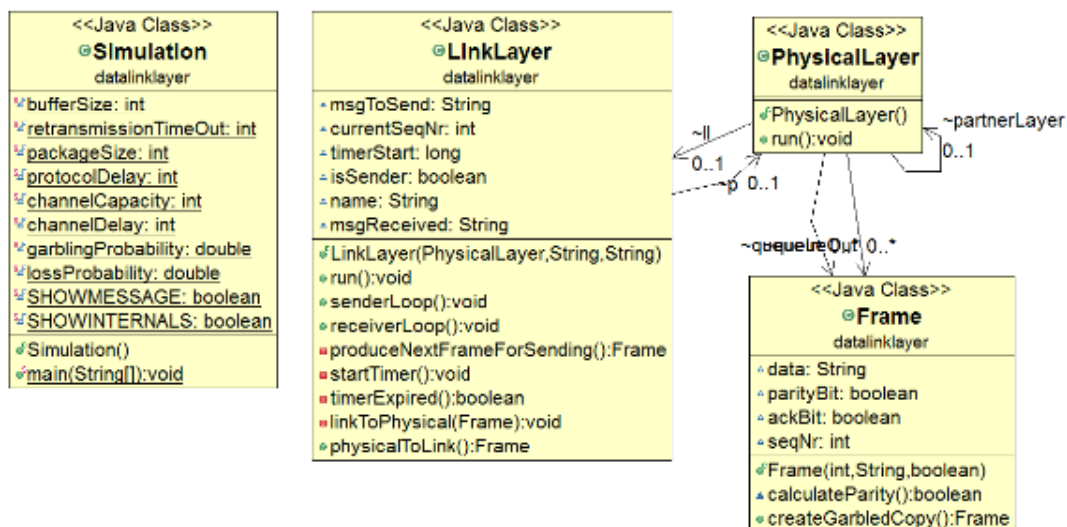 <<Java Class>>
Simulation
datalinklayer
bufferSize: int
retransmissionTimeOut: int
packageSize: int
protocolDelay: int
channelCapacity: int
channelDelay: int
garblingProbability: double
lossProbability: double
SHOWMESSAGE: boolean
SHOWINTERNALS: boolean
Simulation()
main(String[]):void
<<Java Class>>
LinkLayer
datalinklayer
msgToSend: String
currentSeqNr: int
timerStart: long
isSender: boolean
name: String
msgReceived: String
LinkLayer(PhysicalLayer,String,String)
run():void
senderLoop():void
receiverLoop():void
produceNextFrameForSending():Frame
startTimer():void
timerExpired():boolean
linkToPhysical(Frame):void
physicalToLink():Frame
<<Java Class>>
PhysicalLayer
datalinklayer
PhysicalLayer()
run():void
~ll
0..1
~p 0..1
~partnerLayer
0..1
0..*
<<Java Class>>
Frame
datalinklayer
data: String
parityBit: boolean
ackBit: boolean
seqNr: int
Frame(int,String,boolean)
calculateParity():boolean
createGarbledCopy():Frame